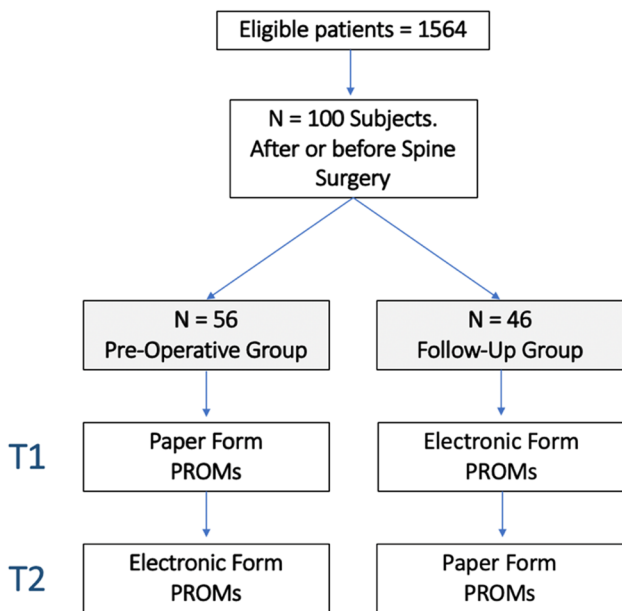 Eligible patients = 1564
N = 100 Subjects.
After or before Spine
Surgery
N = 56
Pre-Operative Group
N = 46
Follow-Up Group
T1
Paper Form
PROMs
Electronic Form
PROMs
T2
Electronic Form
PROMs
Paper Form
PROMs